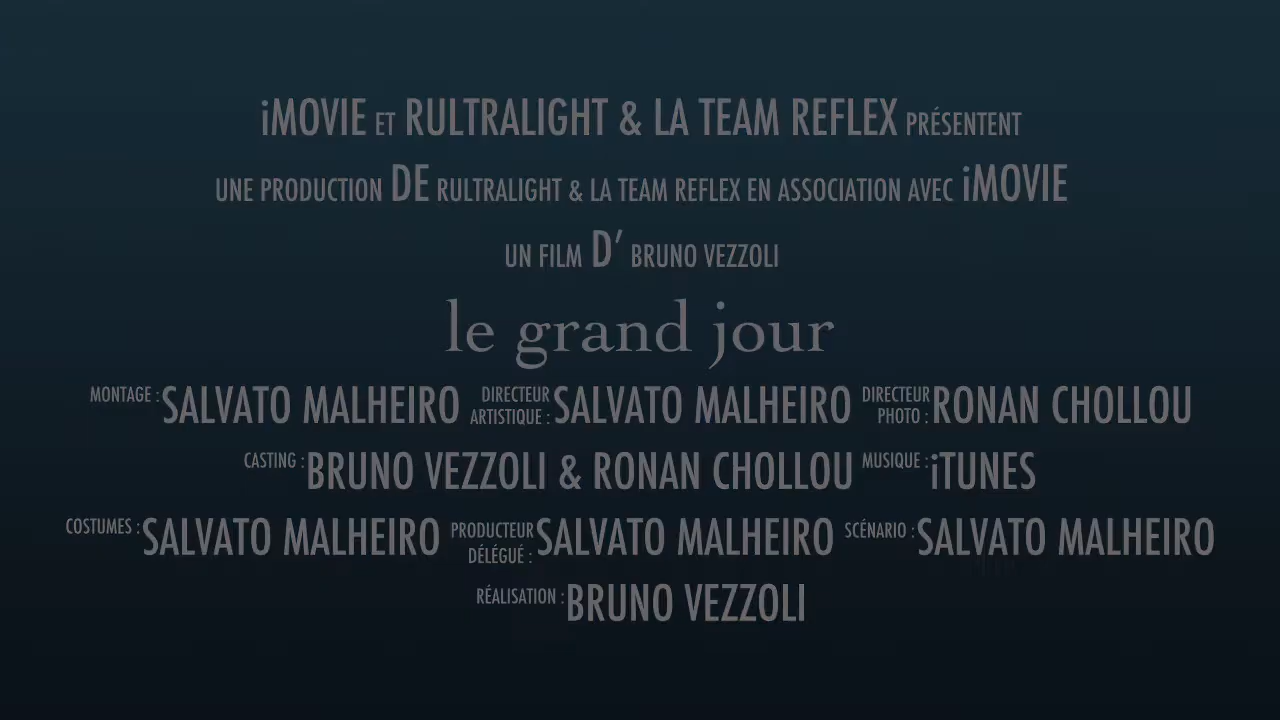 iMOVIE ET RULTRALIGHT & LA TEAM REFLEX PRÉSENTENT
UNE PRODUCTION DE RULTRALIGHT & LA TEAM REFLEX EN ASSOCIATION AVEC iMOVIE
UN FILM D' BRUNO VEZZOLI
le grand jour
MONTAGE : SALVATO MALHEIRO DIRECTEUR ARTISTIQUE : SALVATO MALHEIRO DIRECTEUR PHOTO : RONAN CHOLLOU
CASTING : BRUNO VEZZOLI & RONAN CHOLLOU MUSIQUE : iTUNES
COSTUMES : SALVATO MALHEIRO PRODUCTEUR DÉLÉGUÉ : SALVATO MALHEIRO SCÉNARIO : SALVATO MALHEIRO
RÉALISATION : BRUNO VEZZOLI